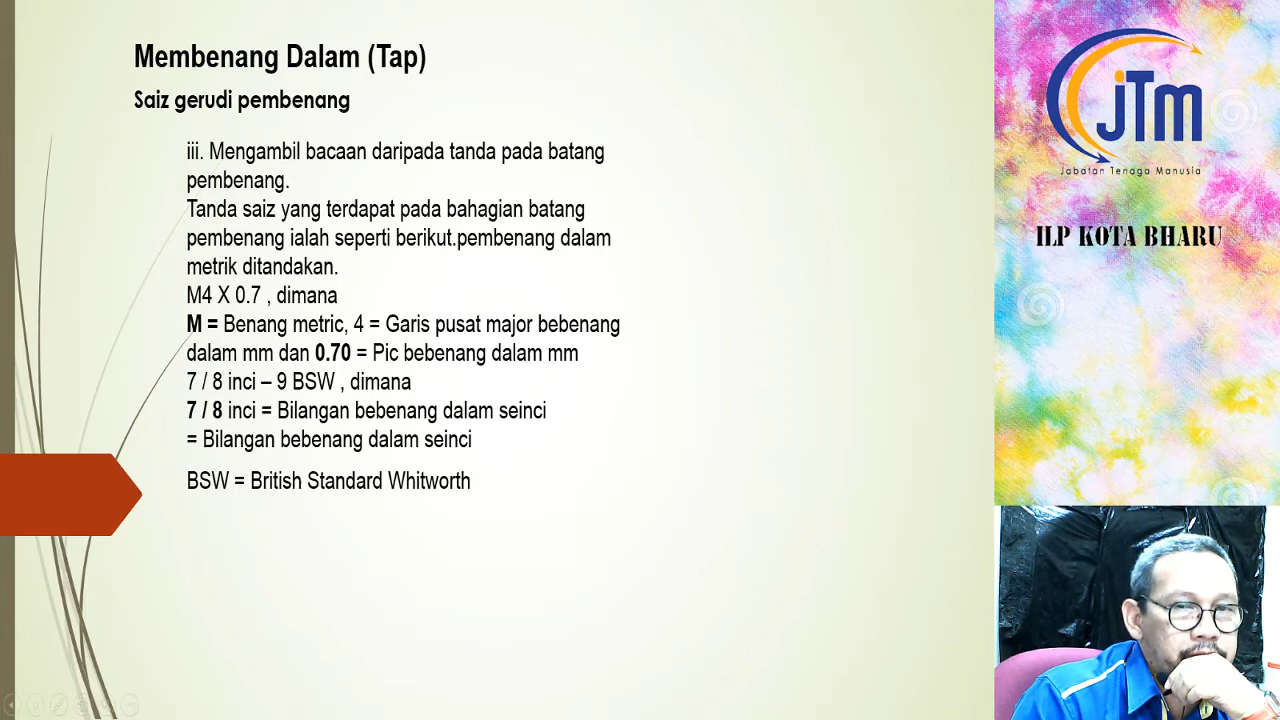 Membenang Dalam (Tap)
Saiz gerudi pembenang
iii. Mengambil bacaan daripada tanda pada batang
pembenang.
Tanda saiz yang terdapat pada bahagian batang
pembenang ialah seperti berikut.pembenang dalam
metrik ditandakan.
M4 X 0.7 , dimana
M = Benang metric, 4 = Garis pusat major bebenang
dalam mm dan 0.70 = Pic bebenang dalam mm
7 / 8 inci – 9 BSW , dimana
7 / 8 inci = Bilangan bebenang dalam seinci
= Bilangan bebenang dalam seinci
BSW = British Standard Whitworth
jTm
Jabatan Tenaga Manusia
ILP KOTA BHARU